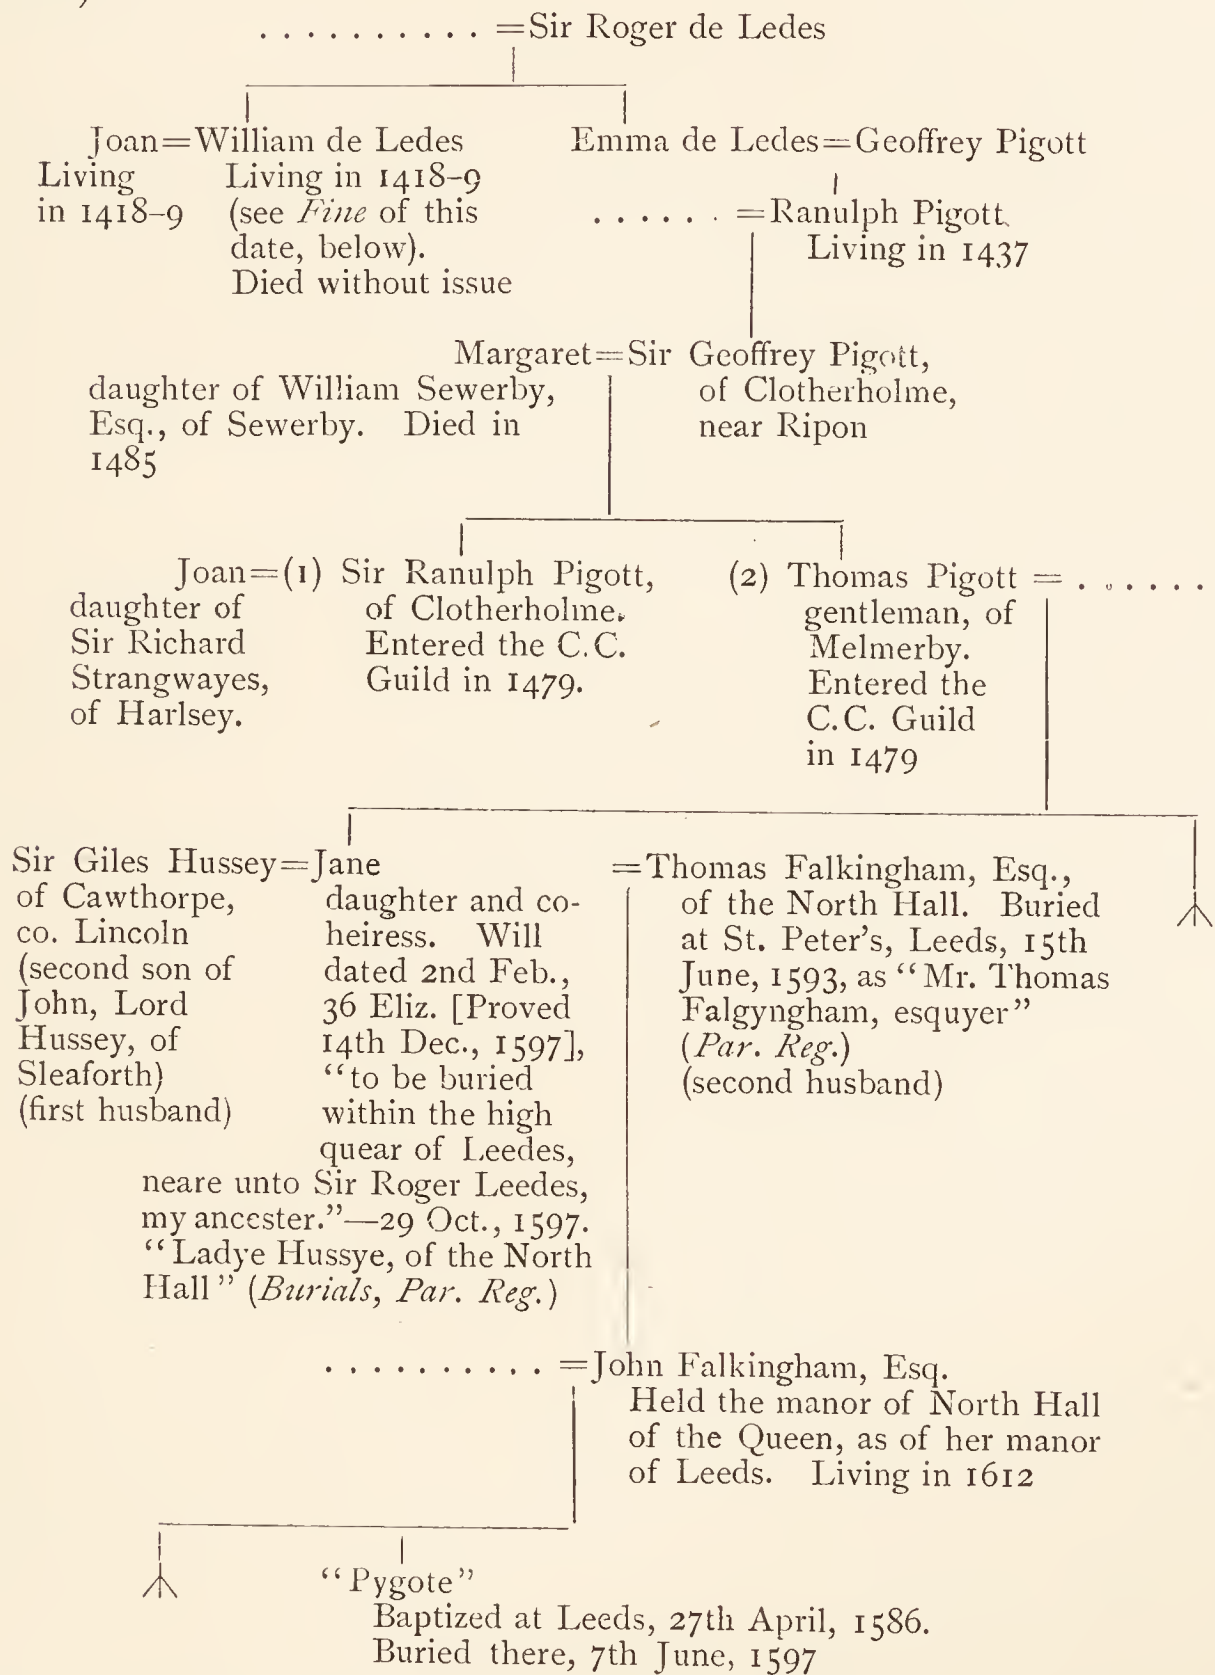 . . . . . . . . . . =Sir Roger de Ledes
Joan=William de Ledes
Living
in 1418-9
Living in 1418-9
(see Fine of this
date, below).
Died without issue
Emma de Ledes=Geoffrey Pigott
. . . . . . =Ranulph Pigott
Living in 1437
Margaret=Sir Geoffrey Pigott,
daughter of William Sewerby,
Esq., of Sewerby. Died in
1485
of Clotherholme,
near Ripon
Joan=(1) Sir Ranulph Pigott,
daughter of
Sir Richard
Strangwayes,
of Harlsey.
of Clotherholme.
Entered the C.C.
Guild in 1479.
(2) Thomas Pigott = . . . . . .
gentleman, of
Melmerby.
Entered the
C.C. Guild
in 1479
Sir Giles Hussey=Jane
of Cawthorpe,
co. Lincoln
(second son of
John, Lord
Hussey, of
Sleaforth)
(first husband)
daughter and co-
heiress. Will
dated 2nd Feb.,
36 Eliz. [Proved
14th Dec., 1597],
“to be buried
within the high
quear of Leedes,
neare unto Sir Roger Leedes,
my ancester.”—29 Oct., 1597.
“Ladye Hussye, of the North
Hall” (Burials, Par. Reg.)
=Thomas Falkingham, Esq.,
of the North Hall. Buried
at St. Peter's, Leeds, 15th
June, 1593, as “Mr. Thomas
Falgyngham, esquyer”
(Par. Reg.)
(second husband)
. . . . . . . . . . =John Falkingham, Esq.
Held the manor of North Hall
of the Queen, as of her manor
of Leeds. Living in 1612
“Pygote”
Baptized at Leeds, 27th April, 1586.
Buried there, 7th June, 1597